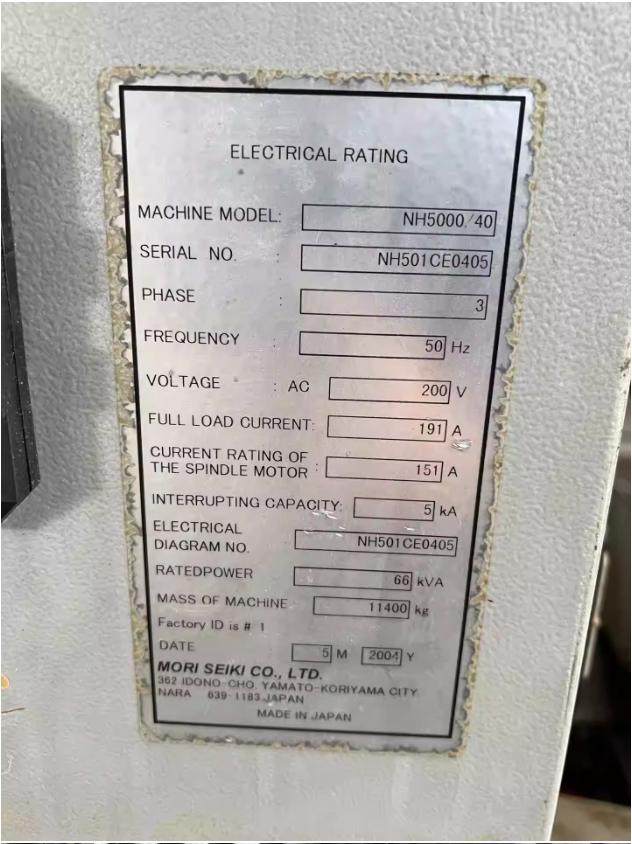 ELECTRICAL RATING
MACHINE MODEL: NH5000/40
SERIAL NO. : NH501CE0405
PHASE : 3
FREQUENCY : 50 Hz
VOLTAGE : AC 200 V
FULL LOAD CURRENT: 191 A
CURRENT RATING OF
THE SPINDLE MOTOR : 151 A
INTERRUPTING CAPACITY: 5 kA
ELECTRICAL
DIAGRAM NO. NH501CE0405
RATEDPOWER 66 kVA
MASS OF MACHINE 11400 kg
Factory ID is # 1
DATE 5 M 2004 Y
MORI SEIKI CO., LTD.
362 IDONO-CHO, YAMATO-KORIYAMA CITY
NARA 639-1183 JAPAN
MADE IN JAPAN